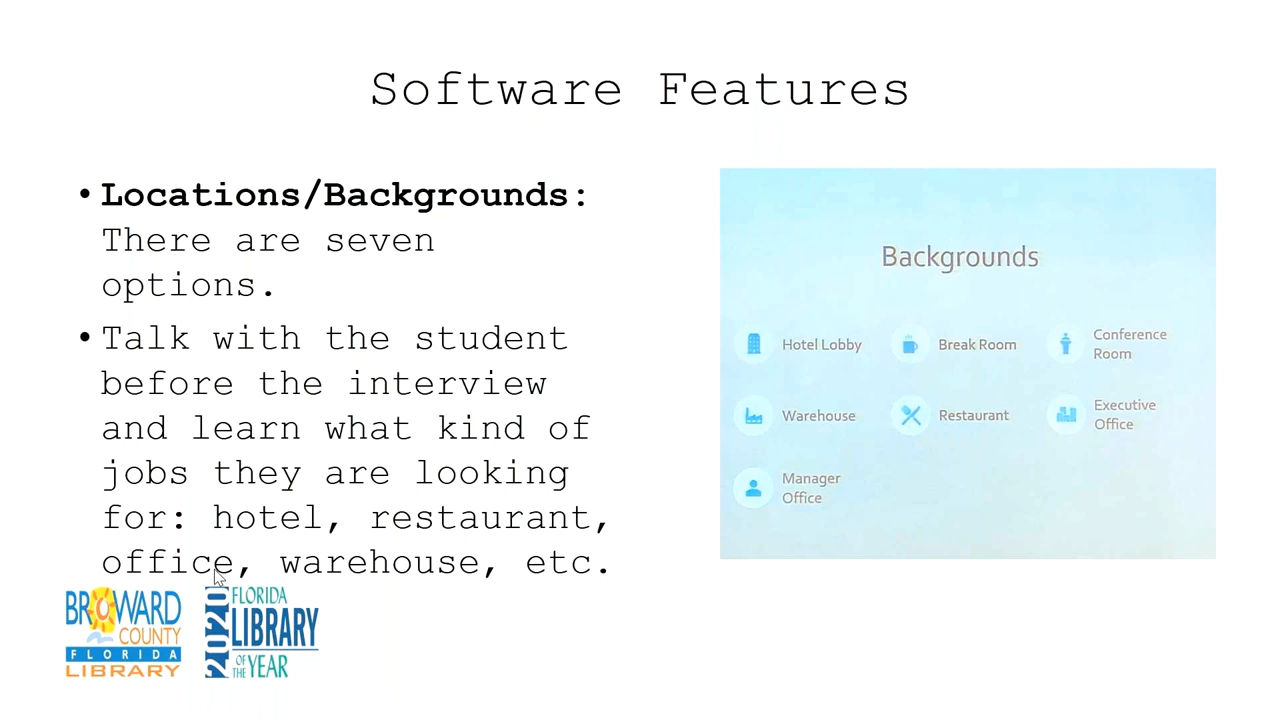 Software Features
• Locations/Backgrounds:
There are seven
options.
• Talk with the student
before the interview
and learn what kind of
jobs they are looking
for: hotel, restaurant,
office, warehouse, etc.
Backgrounds
Hotel Lobby
Break Room
Conference
Room
Warehouse
Restaurant
Executive
Office
Manager
Office
BROWARD
COUNTY
FLORIDA
LIBRARY
2020
FLORIDA
LIBRARY
OF THE YEAR